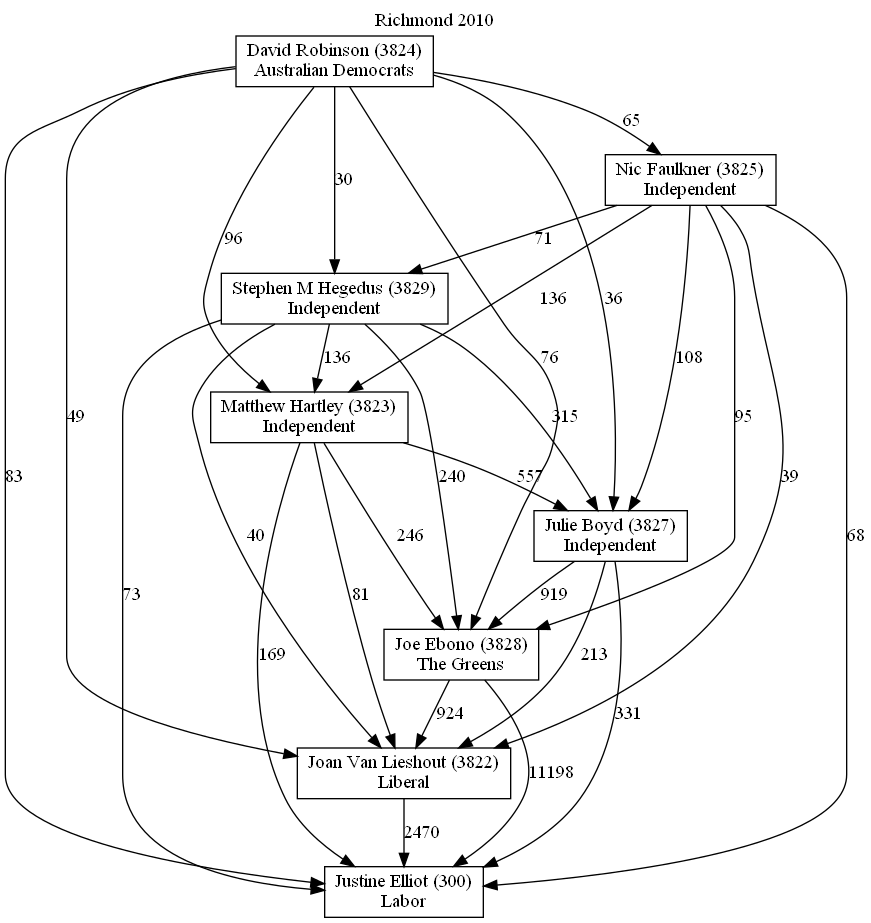 Richmond 2010
David Robinson (3824)
Australian Democrats
65
Nic Faulkner (3825)
Independent
30
96
71
Stephen M Hegedus (3829)
Independent
136
36
136
76
108
Matthew Hartley (3823)
Independent
49
315
95
83
240
557
39
Julie Boyd (3827)
Independent
40
246
68
73
81
919
Joe Ebono (3828)
The Greens
169
213
924
331
Joan Van Lieshout (3822)
Liberal
11198
2470
Justine Elliot (300)
Labor